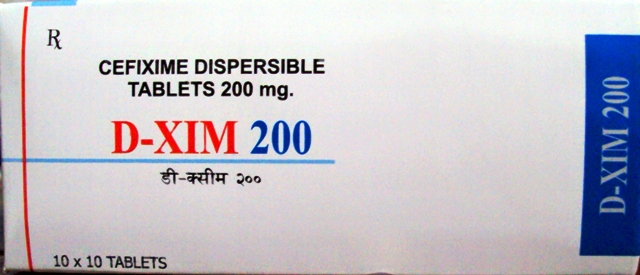 ℞
CEFIXIME DISPERSIBLE
TABLETS 200 mg.
D-XIM 200
डी-क्सीम २००
10 x 10 TABLETS
D-XIM 200